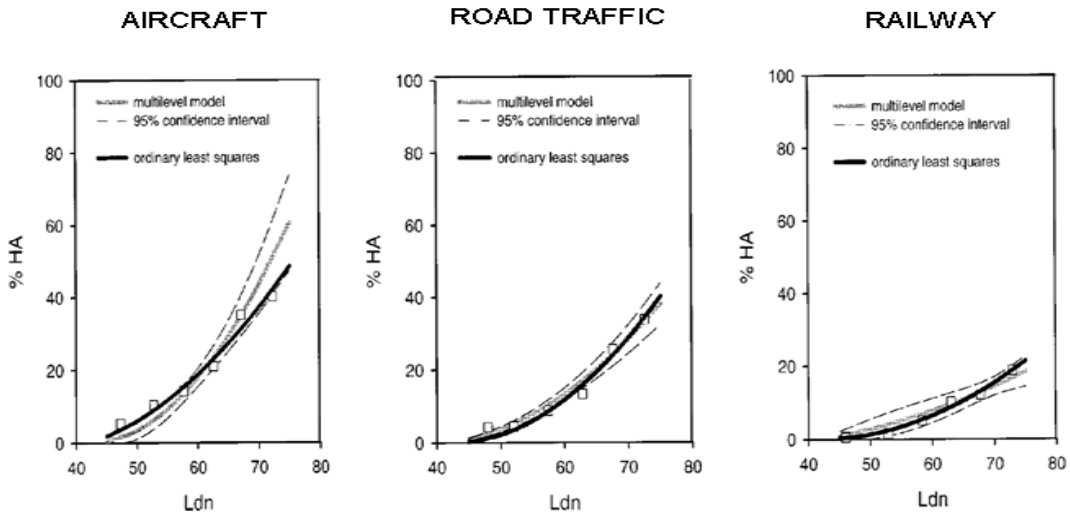 AIRCRAFT
100
80
60
40
20
0
% HA
multilevel model
95% confidence interval
ordinary least squares
40 50 60 70 80
Ldn
ROAD TRAFFIC
100
80
60
40
20
0
% HA
multilevel model
95% confidence interval
ordinary least squares
40 50 60 70 80
Ldn
RAILWAY
100
80
60
40
20
0
% HA
multilevel model
95% confidence interval
ordinary least squares
40 50 60 70 80
Ldn